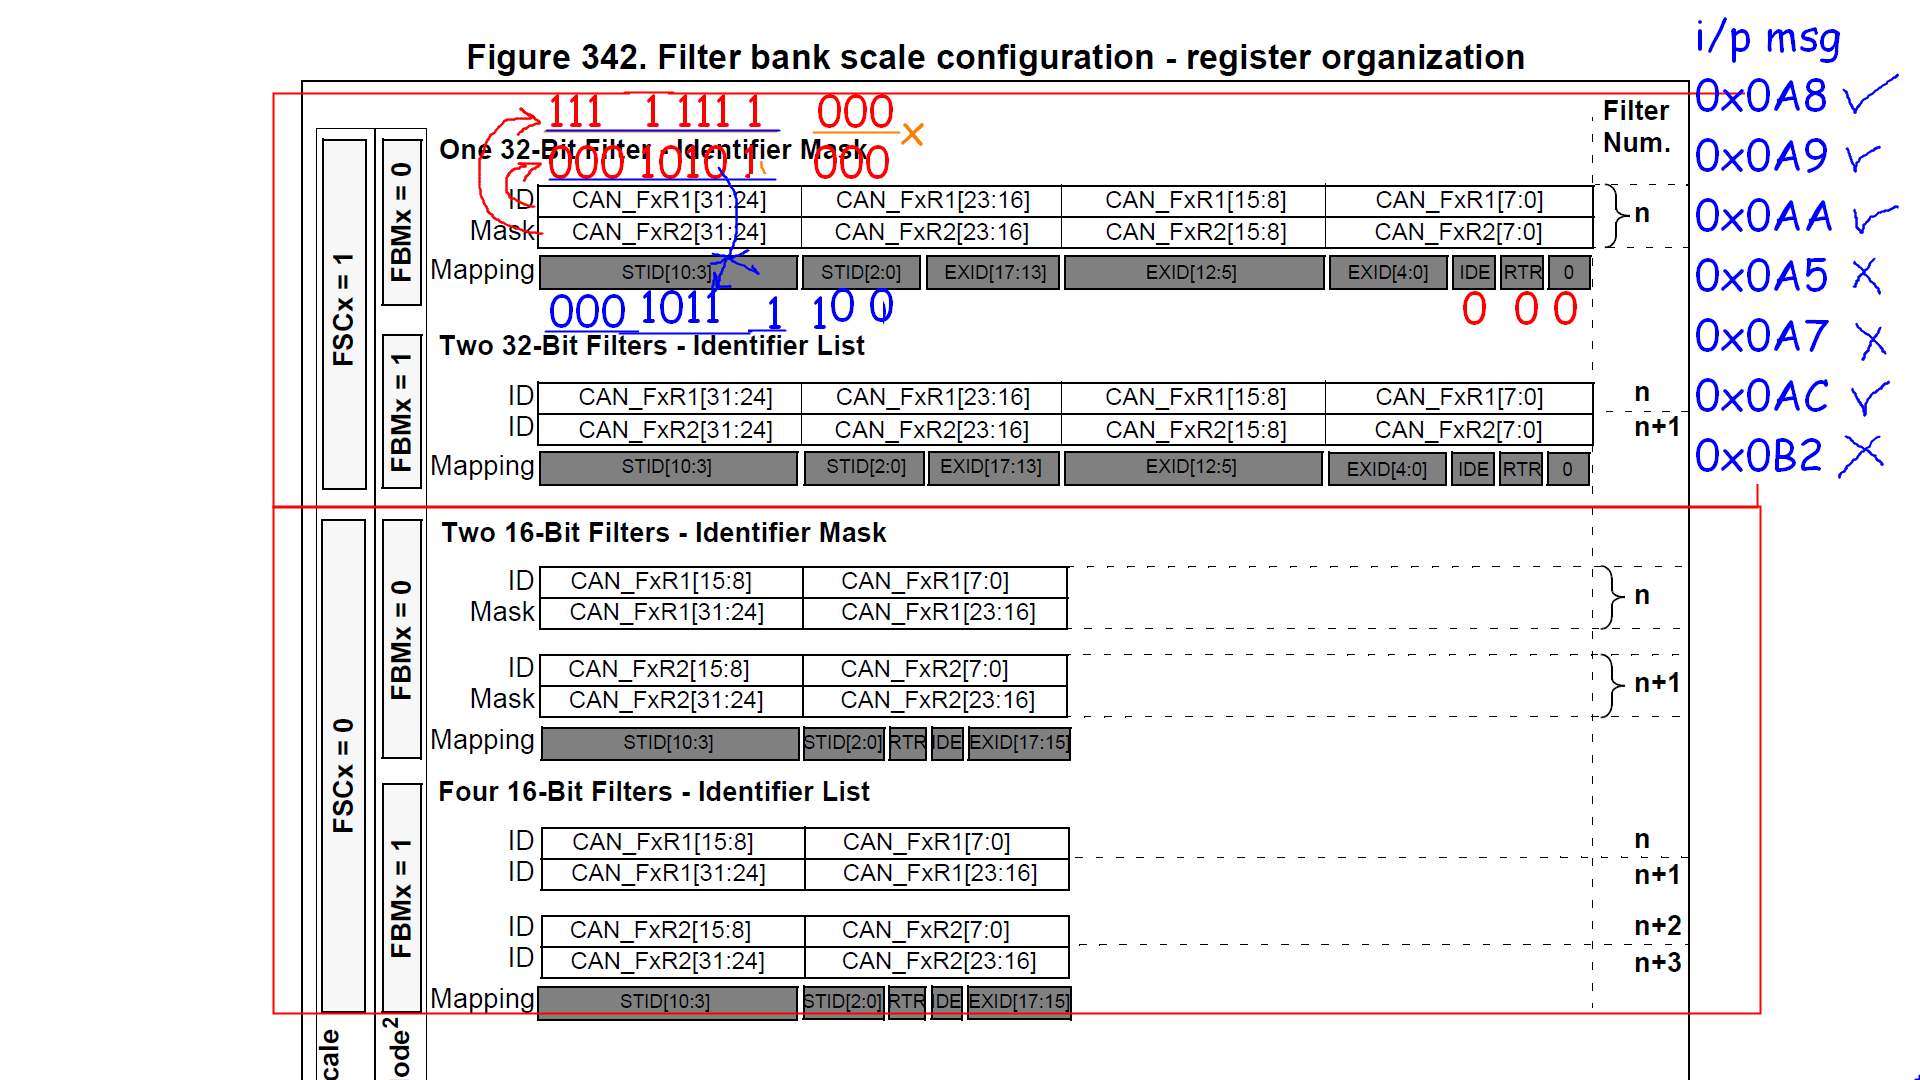 Figure 342. Filter bank scale configuration - register organization
i/p msg
0x0A8 ✓
0x0A9 ✓
0x0AA ✓
0x0A5 ✗
0x0A7 ✗
0x0AC ✓
0x0B2 ✗
Filter
Num.
FSCx = 1
FBMx = 0
111 1 111 1 000 ×
One 32-Bit Filter - Identifier Mask
000 1010 1 000
ID CAN_FxR1[31:24] CAN_FxR1[23:16] CAN_FxR1[15:8] CAN_FxR1[7:0]
n
Mask CAN_FxR2[31:24] CAN_FxR2[23:16] CAN_FxR2[15:8] CAN_FxR2[7:0]
Mapping STID[10:3] STID[2:0] EXID[17:13] EXID[12:5] EXID[4:0] IDE RTR 0
000 1011 1 100 0 0 0
FBMx = 1
Two 32-Bit Filters - Identifier List
ID CAN_FxR1[31:24] CAN_FxR1[23:16] CAN_FxR1[15:8] CAN_FxR1[7:0] n
ID CAN_FxR2[31:24] CAN_FxR2[23:16] CAN_FxR2[15:8] CAN_FxR2[7:0] n+1
Mapping STID[10:3] STID[2:0] EXID[17:13] EXID[12:5] EXID[4:0] IDE RTR 0
FSCx = 0
FBMx = 0
Two 16-Bit Filters - Identifier Mask
ID CAN_FxR1[15:8] CAN_FxR1[7:0]
n
Mask CAN_FxR1[31:24] CAN_FxR1[23:16]
ID CAN_FxR2[15:8] CAN_FxR2[7:0]
n+1
Mask CAN_FxR2[31:24] CAN_FxR2[23:16]
Mapping STID[10:3] STID[2:0] RTR IDE EXID[17:15]
FBMx = 1
Four 16-Bit Filters - Identifier List
ID CAN_FxR1[15:8] CAN_FxR1[7:0] n
ID CAN_FxR1[31:24] CAN_FxR1[23:16] n+1
ID CAN_FxR2[15:8] CAN_FxR2[7:0] n+2
ID CAN_FxR2[31:24] CAN_FxR2[23:16] n+3
Mapping STID[10:3] STID[2:0] RTR IDE EXID[17:15]
cale
ode2